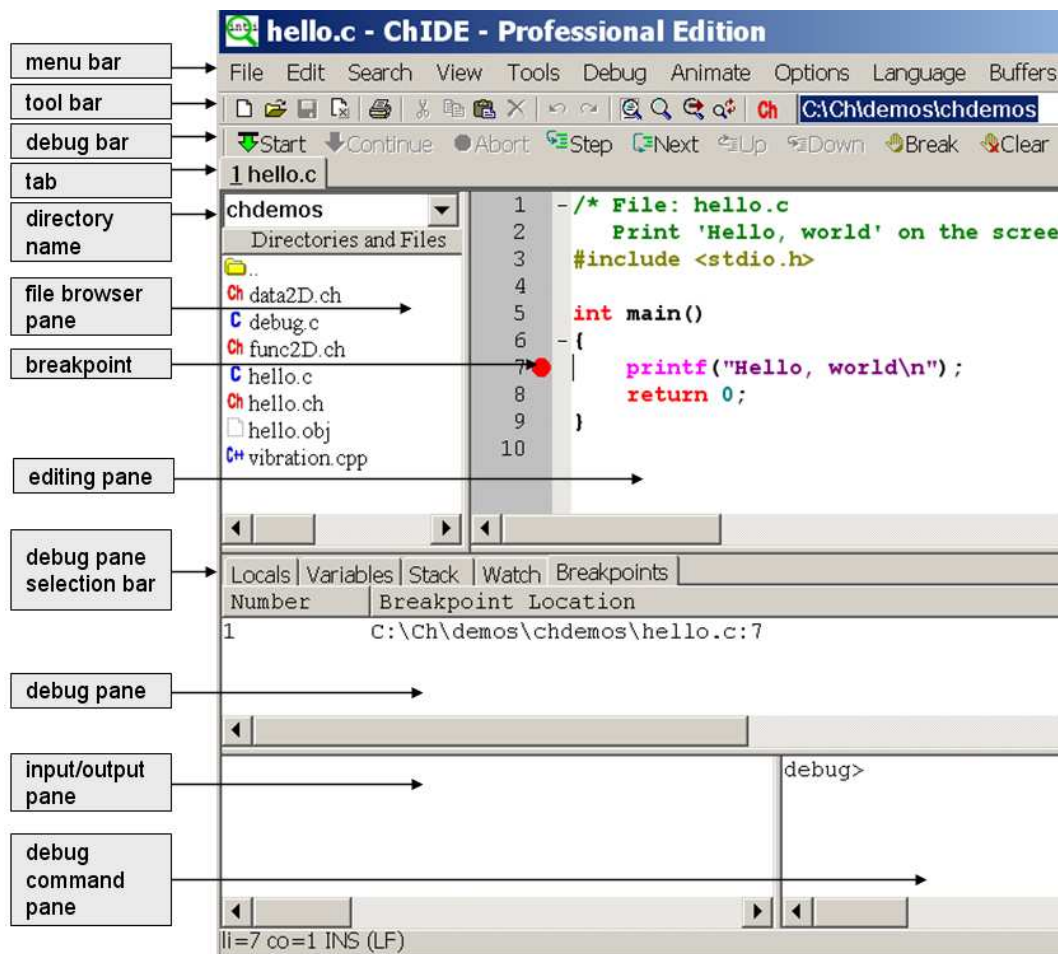 hello.c - ChIDE - Professional Edition
menu bar
File Edit Search View Tools Debug Animate Options Language Buffers
tool bar
Ch C:\Ch\demos\chdemos
debug bar
Start Continue Abort Step Next Up Down Break Clear
tab
1 hello.c
directory
name
chdemos
Directories and Files
..
Ch data2D.ch
C debug.c
Ch func2D.ch
C hello.c
Ch hello.ch
hello.obj
C++ vibration.cpp
file browser
pane
breakpoint
editing pane
1 /* File: hello.c
2 Print 'Hello, world' on the scree
3 #include <stdio.h>
4
5 int main()
6 {
7 printf("Hello, world\n");
8 return 0;
9 }
10
debug pane
selection bar
Locals Variables Stack Watch Breakpoints
Number Breakpoint Location
1 C:\Ch\demos\chdemos\hello.c:7
debug pane
input/output
pane
debug>
debug
command
pane
li=7 co=1 INS (LF)